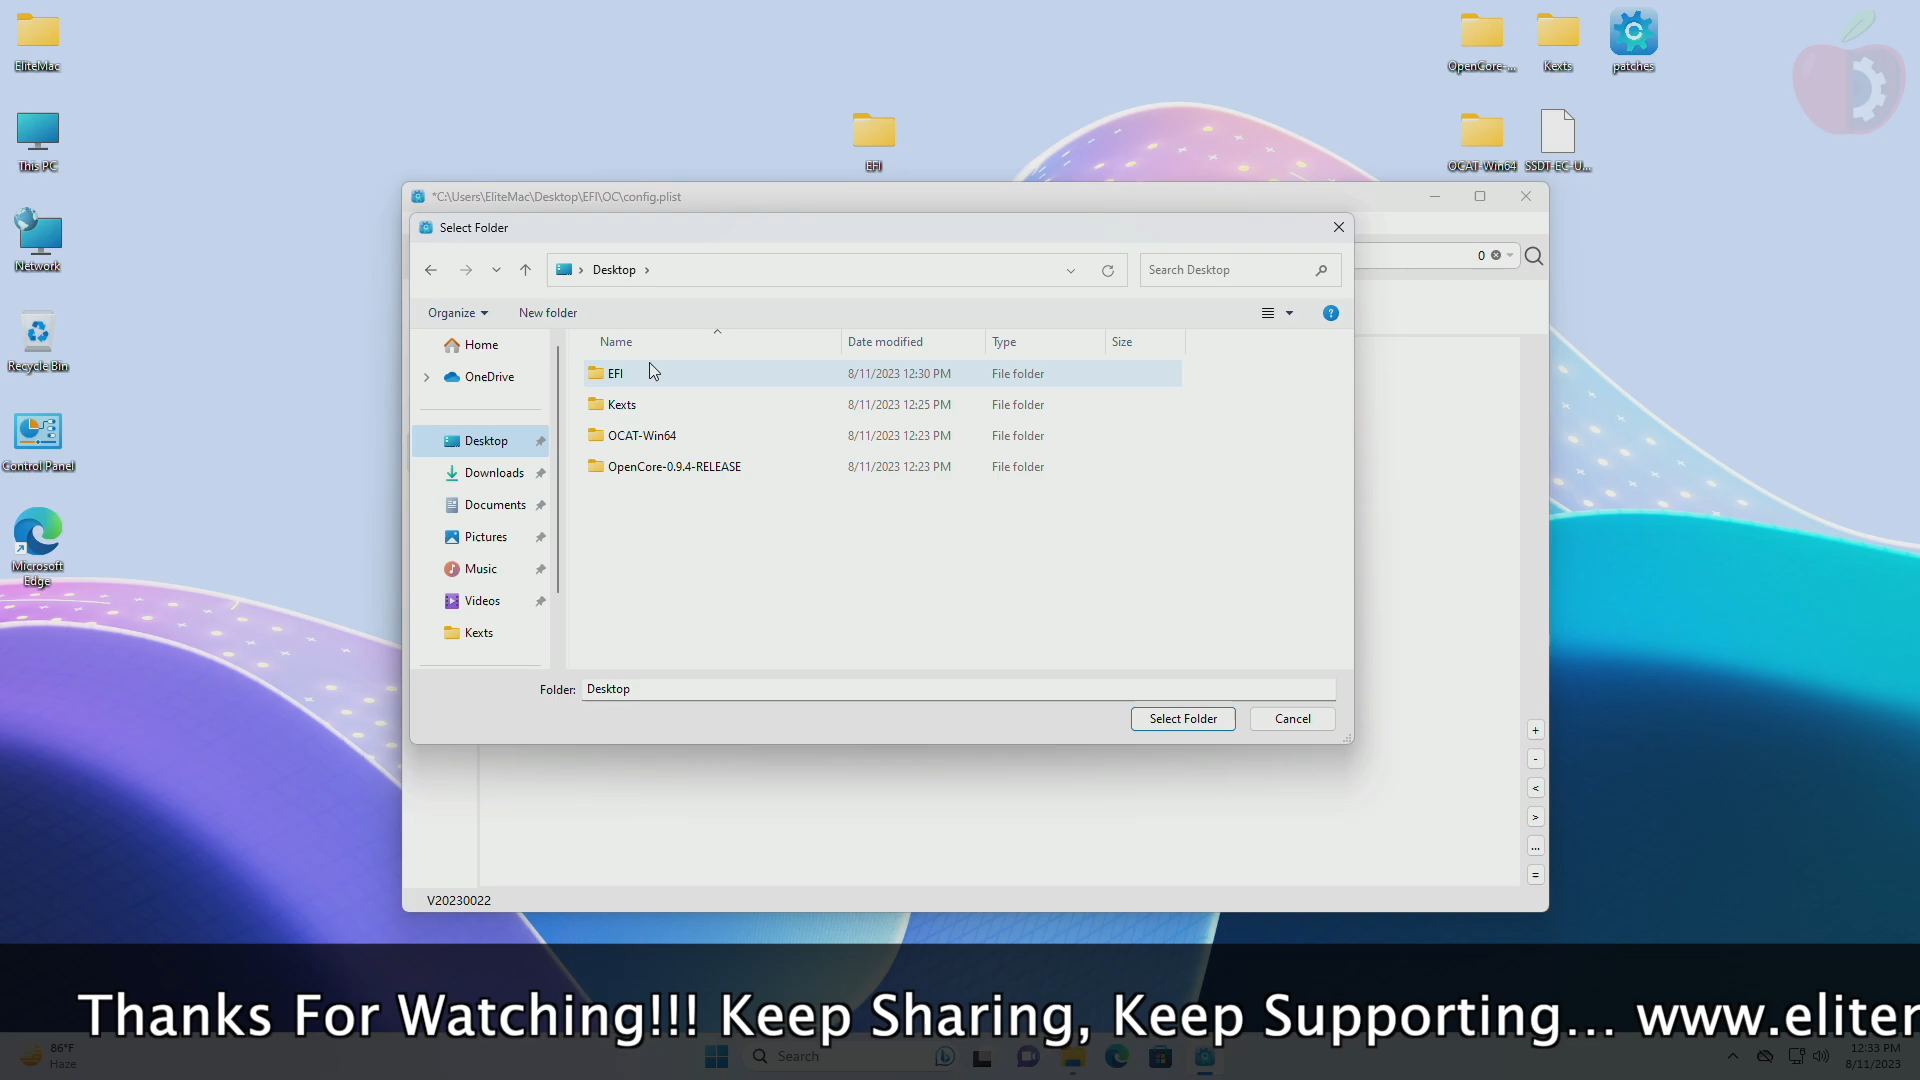 EliteMac
This PC
Network
Recycle Bin
Control Panel
Microsoft
Edge
EFI
OpenCore-...
Kexts
patches
OCAT-Win64
SSDT-EC-U...
*C:\Users\EliteMac\Desktop\EFI\OC\config.plist
Select Folder
Desktop
Search Desktop
0
Organize
New folder
Home
OneDrive
Desktop
Downloads
Documents
Pictures
Music
Videos
Kexts
Name
Date modified
Type
Size
EFI 8/11/2023 12:30 PM File folder
Kexts 8/11/2023 12:25 PM File folder
OCAT-Win64 8/11/2023 12:23 PM File folder
OpenCore-0.9.4-RELEASE 8/11/2023 12:23 PM File folder
Folder: Desktop
Select Folder
Cancel
+
-
<
>
...
=
V20230022
Thanks For Watching!!! Keep Sharing, Keep Supporting... www.eliter
86°F
Haze
Search
12:33 PM
8/11/2023